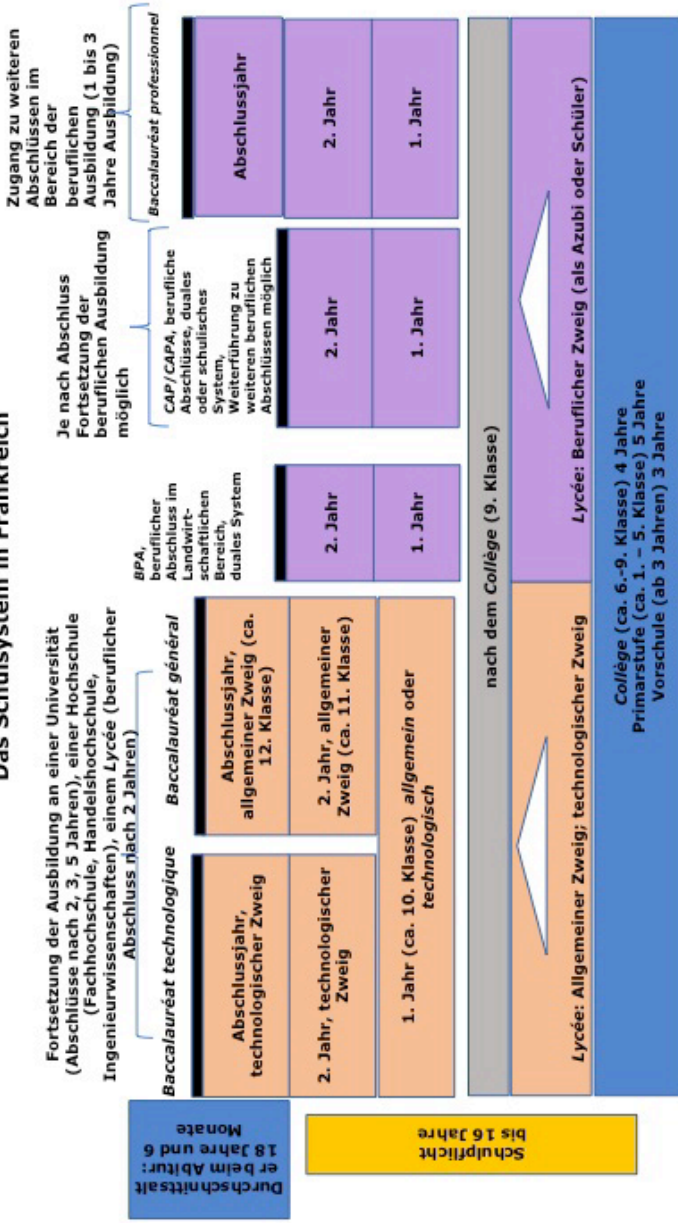 Das Schulsystem in Frankreich
Fortsetzung der Ausbildung an einer Universität
(Abschlüsse nach 2, 3, 5 Jahren), einer Hochschule
(Fachhochschule, Handelshochschule,
Ingenieurwissenschaften), einem Lycée (beruflicher
Abschluss nach 2 Jahren)
Je nach Abschluss
Fortsetzung der
beruflichen Ausbildung
möglich
Zugang zu weiteren
Abschlüssen im
Bereich der
beruflichen
Ausbildung (1 bis 3
Jahre Ausbildung)
Durchschnittsalt
er beim Abitur:
18 Jahre und 6
Monate
Baccalauréat technologique
Baccalauréat général
BPA,
beruflicher
Abschluss im
Landwirt-
schaftlichen
Bereich,
duales System
CAP/CAPA, berufliche
Abschlüsse, duales
oder schulisches
System,
Weiterführung zu
weiteren beruflichen
Abschlüssen möglich
Baccalauréat professionnel
Abschlussjahr,
technologischer Zweig
Abschlussjahr,
allgemeiner Zweig (ca.
12. Klasse)
Abschlussjahr
2. Jahr, technologischer
Zweig
2. Jahr, allgemeiner
Zweig (ca. 11. Klasse)
2. Jahr
2. Jahr
2. Jahr
1. Jahr (ca. 10. Klasse) allgemein oder
technologisch
1. Jahr
1. Jahr
1. Jahr
Schulpflicht
bis 16 Jahre
nach dem Collège (9. Klasse)
Lycée: Allgemeiner Zweig; technologischer Zweig
Lycée: Beruflicher Zweig (als Azubi oder Schüler)
Collège (ca. 6.-9. Klasse) 4 Jahre
Primarstufe (ca. 1. – 5. Klasse) 5 Jahre
Vorschule (ab 3 Jahren) 3 Jahre